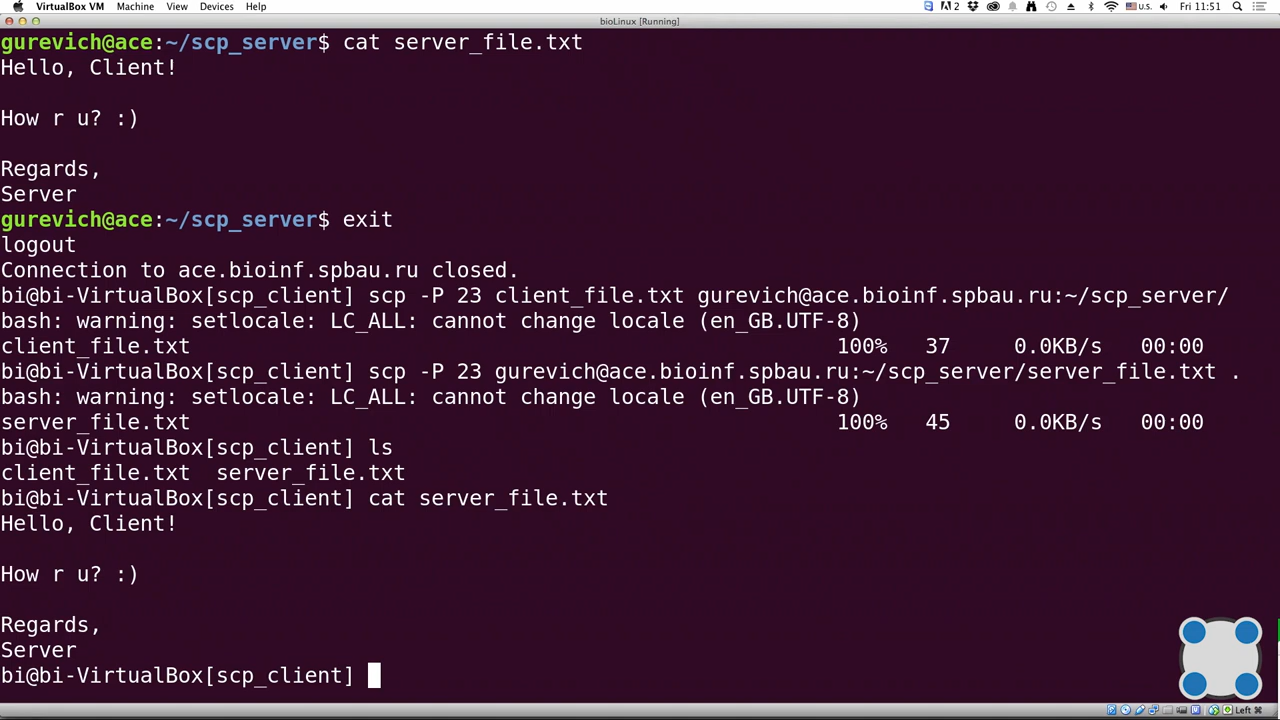 VirtualBox VM Machine View Devices Help 2 U.S. Fri 11:51
bioLinux [Running]
gurevich@ace:~/scp_server$ cat server_file.txt
Hello, Client!
How r u? :)
Regards,
Server
gurevich@ace:~/scp_server$ exit
logout
Connection to ace.bioinf.spbau.ru closed.
bi@bi-VirtualBox[scp_client] scp -P 23 client_file.txt gurevich@ace.bioinf.spbau.ru:~/scp_server/
bash: warning: setlocale: LC_ALL: cannot change locale (en_GB.UTF-8)
client_file.txt 100% 37 0.0KB/s 00:00
bi@bi-VirtualBox[scp_client] scp -P 23 gurevich@ace.bioinf.spbau.ru:~/scp_server/server_file.txt .
bash: warning: setlocale: LC_ALL: cannot change locale (en_GB.UTF-8)
server_file.txt 100% 45 0.0KB/s 00:00
bi@bi-VirtualBox[scp_client] ls
client_file.txt server_file.txt
bi@bi-VirtualBox[scp_client] cat server_file.txt
Hello, Client!
How r u? :)
Regards,
Server
bi@bi-VirtualBox[scp_client]
Left ⌘